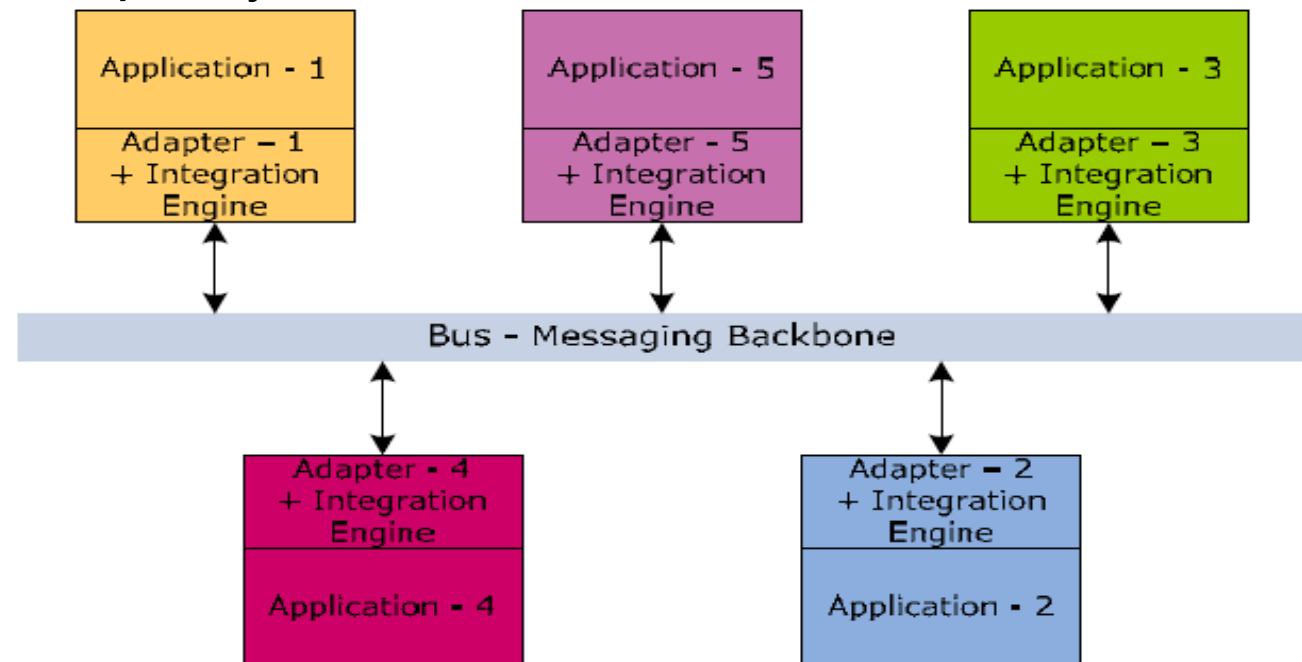 Application - 1
Adapter – 1
+ Integration
Engine
Application - 5
Adapter - 5
+ Integration
Engine
Application - 3
Adapter – 3
+ Integration
Engine
Bus - Messaging Backbone
Adapter - 4
+ Integration
Engine
Application - 4
Adapter – 2
+ Integration
Engine
Application - 2